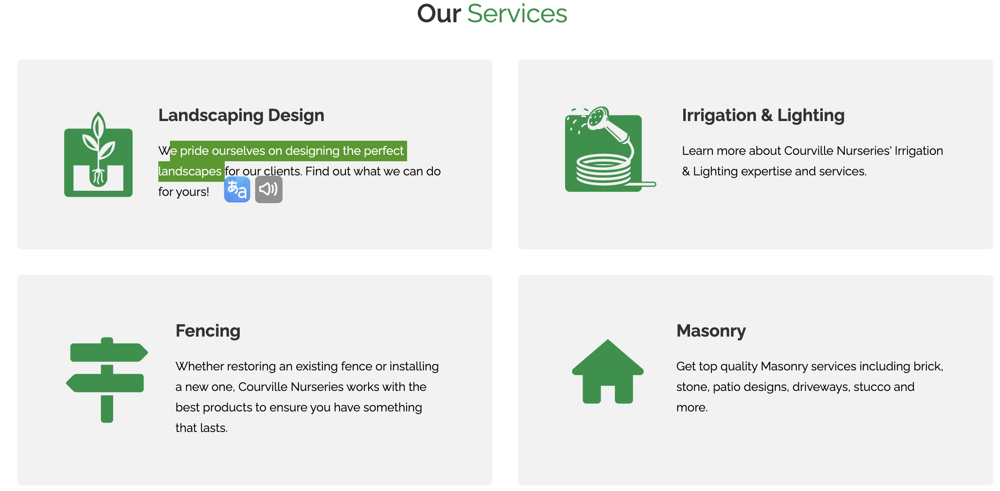 Our Services
Landscaping Design
We pride ourselves on designing the perfect
landscapes for our clients. Find out what we can do
for yours!
あa
Irrigation & Lighting
Learn more about Courville Nurseries' Irrigation
& Lighting expertise and services.
Fencing
Whether restoring an existing fence or installing
a new one, Courville Nurseries works with the
best products to ensure you have something
that lasts.
Masonry
Get top quality Masonry services including brick,
stone, patio designs, driveways, stucco and
more.